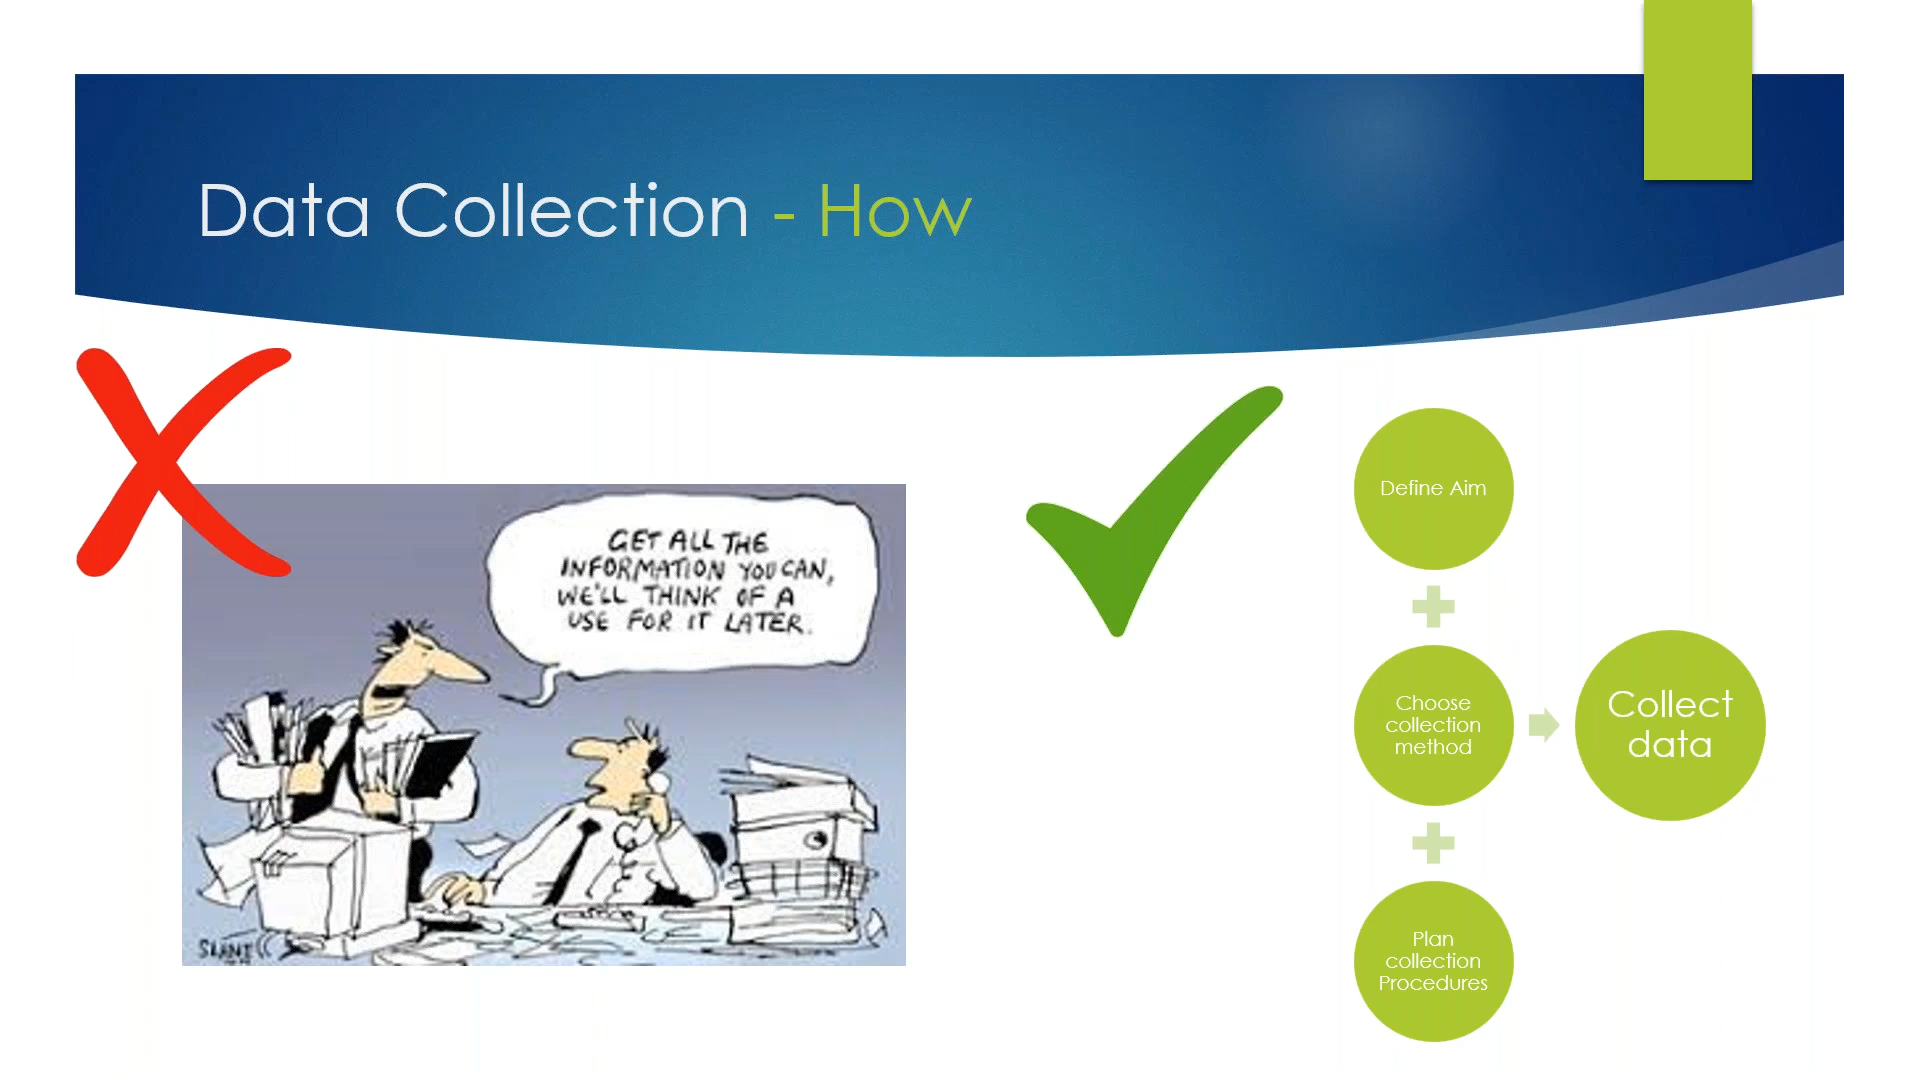 Data Collection - How
GET ALL THE
INFORMATION YOU CAN,
WE'LL THINK OF A
USE FOR IT LATER.
Define Aim
Choose
collection
method
Plan
collection
Procedures
Collect
data